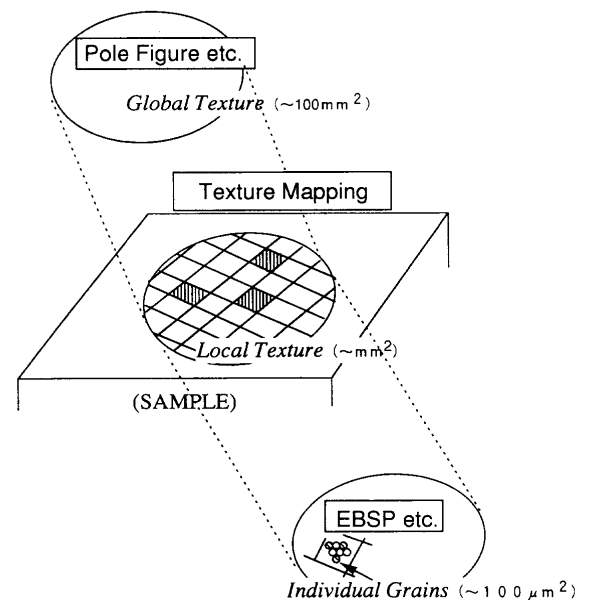 Pole Figure etc.
Global Texture (~100mm²)
Texture Mapping
Local Texture (~mm²)
(SAMPLE)
EBSP etc.
Individual Grains (~100μm²)